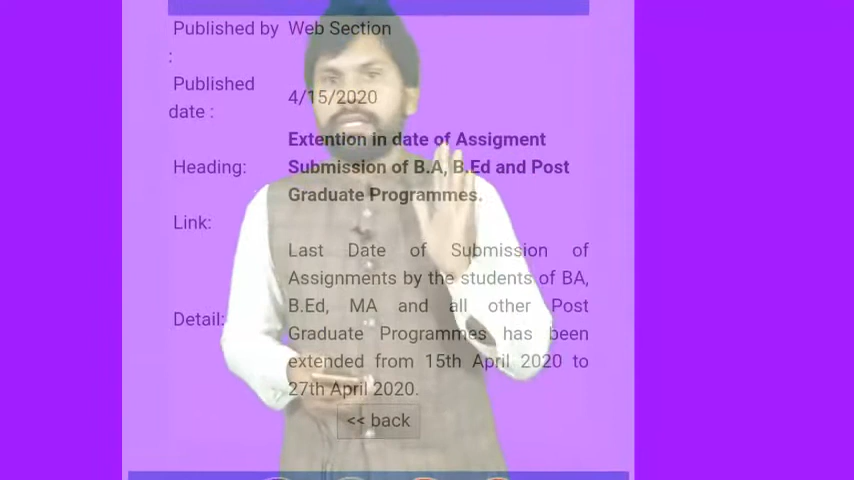 Published by Web Section
:
Published
date :
4/15/2020
Heading:
Extention in date of Assigment
Submission of B.A, B.Ed and Post
Graduate Programmes.
Link:
Detail:
Last Date of Submission of
Assignments by the students of BA,
B.Ed, MA and all other Post
Graduate Programmes has been
extended from 15th April 2020 to
27th April 2020.
<< back